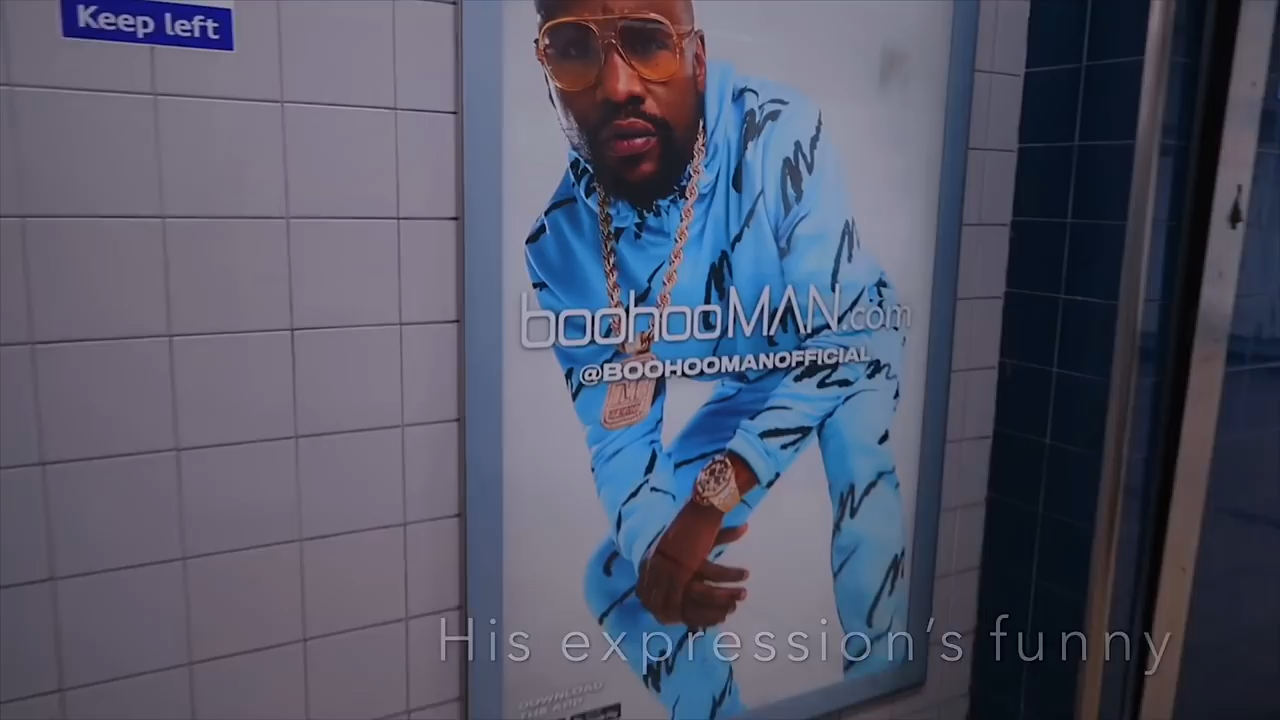 Keep left
boohooMAN.com
@BOOHOOMANOFFICIAL
His expression's funny
DOWNLOAD
THE APP